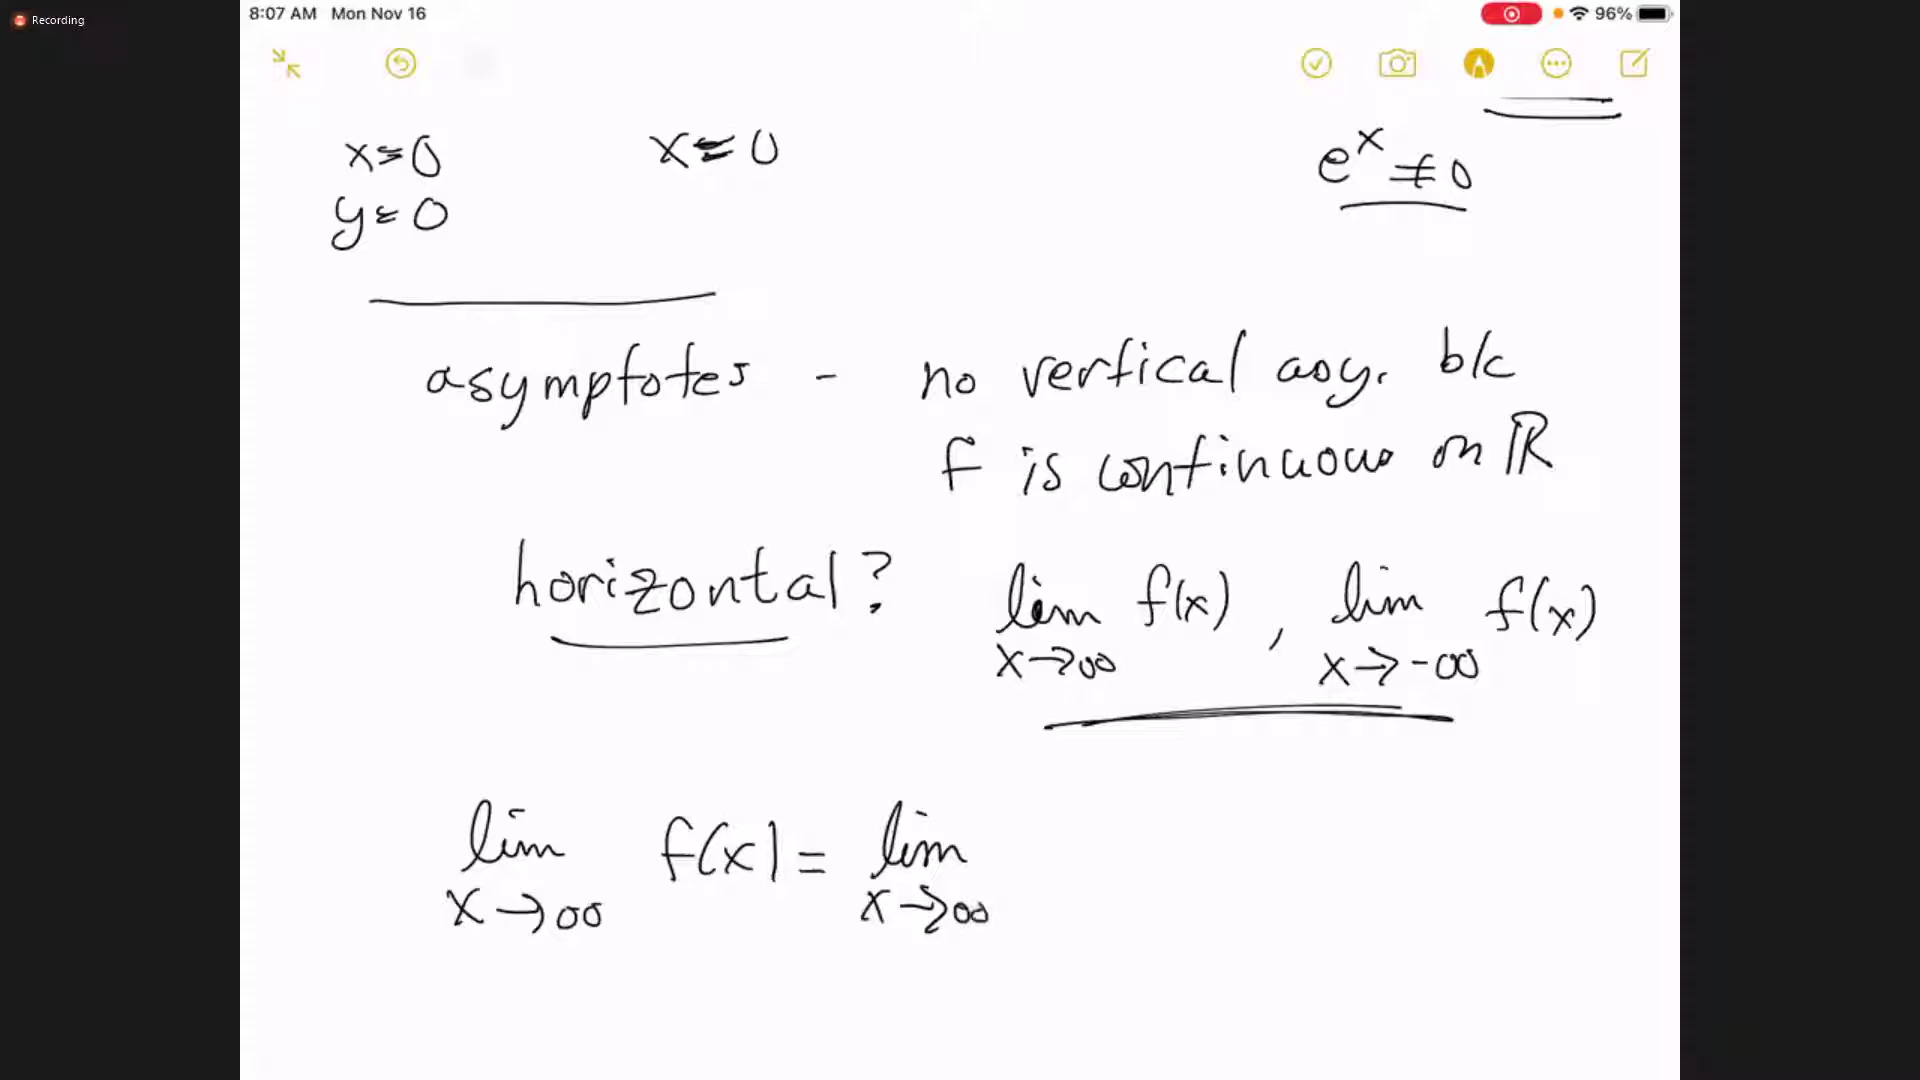 Recording
8:07 AM Mon Nov 16 96%
x=0 x=0 e^x≠0
y=0
asymptotes - no vertical asy. b/c
f is continuous on ℝ
horizontal? lim f(x), lim f(x)
x→∞ x→-∞
lim f(x) = lim
x→∞ x→∞